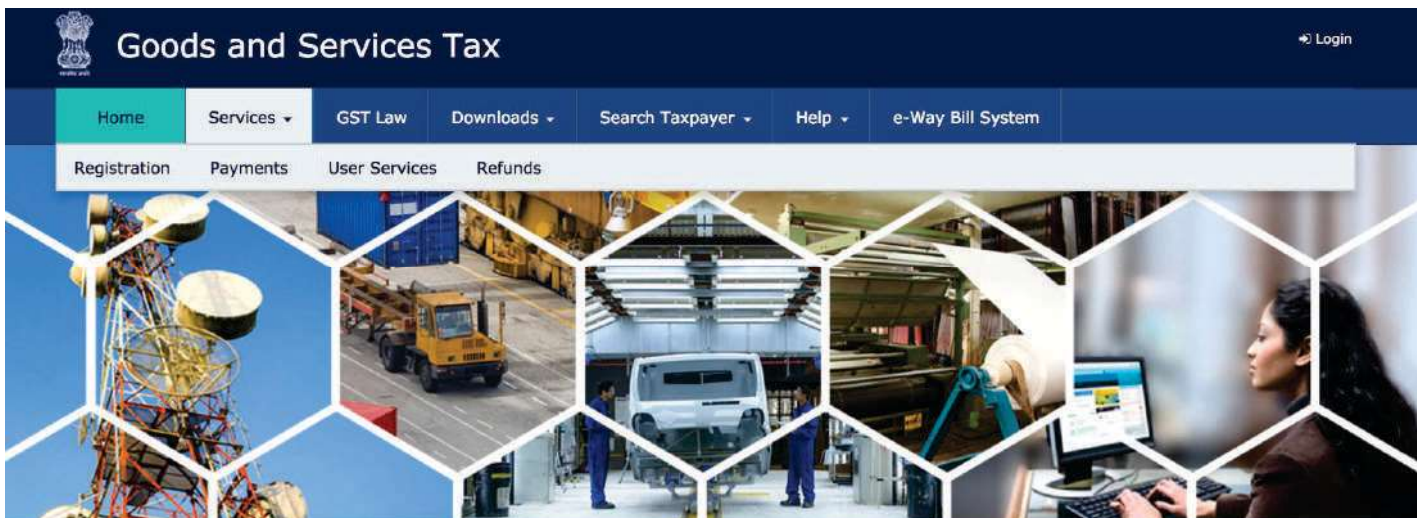 Goods and Services Tax
Login
Home Services GST Law Downloads Search Taxpayer Help e-Way Bill System
Registration Payments User Services Refunds